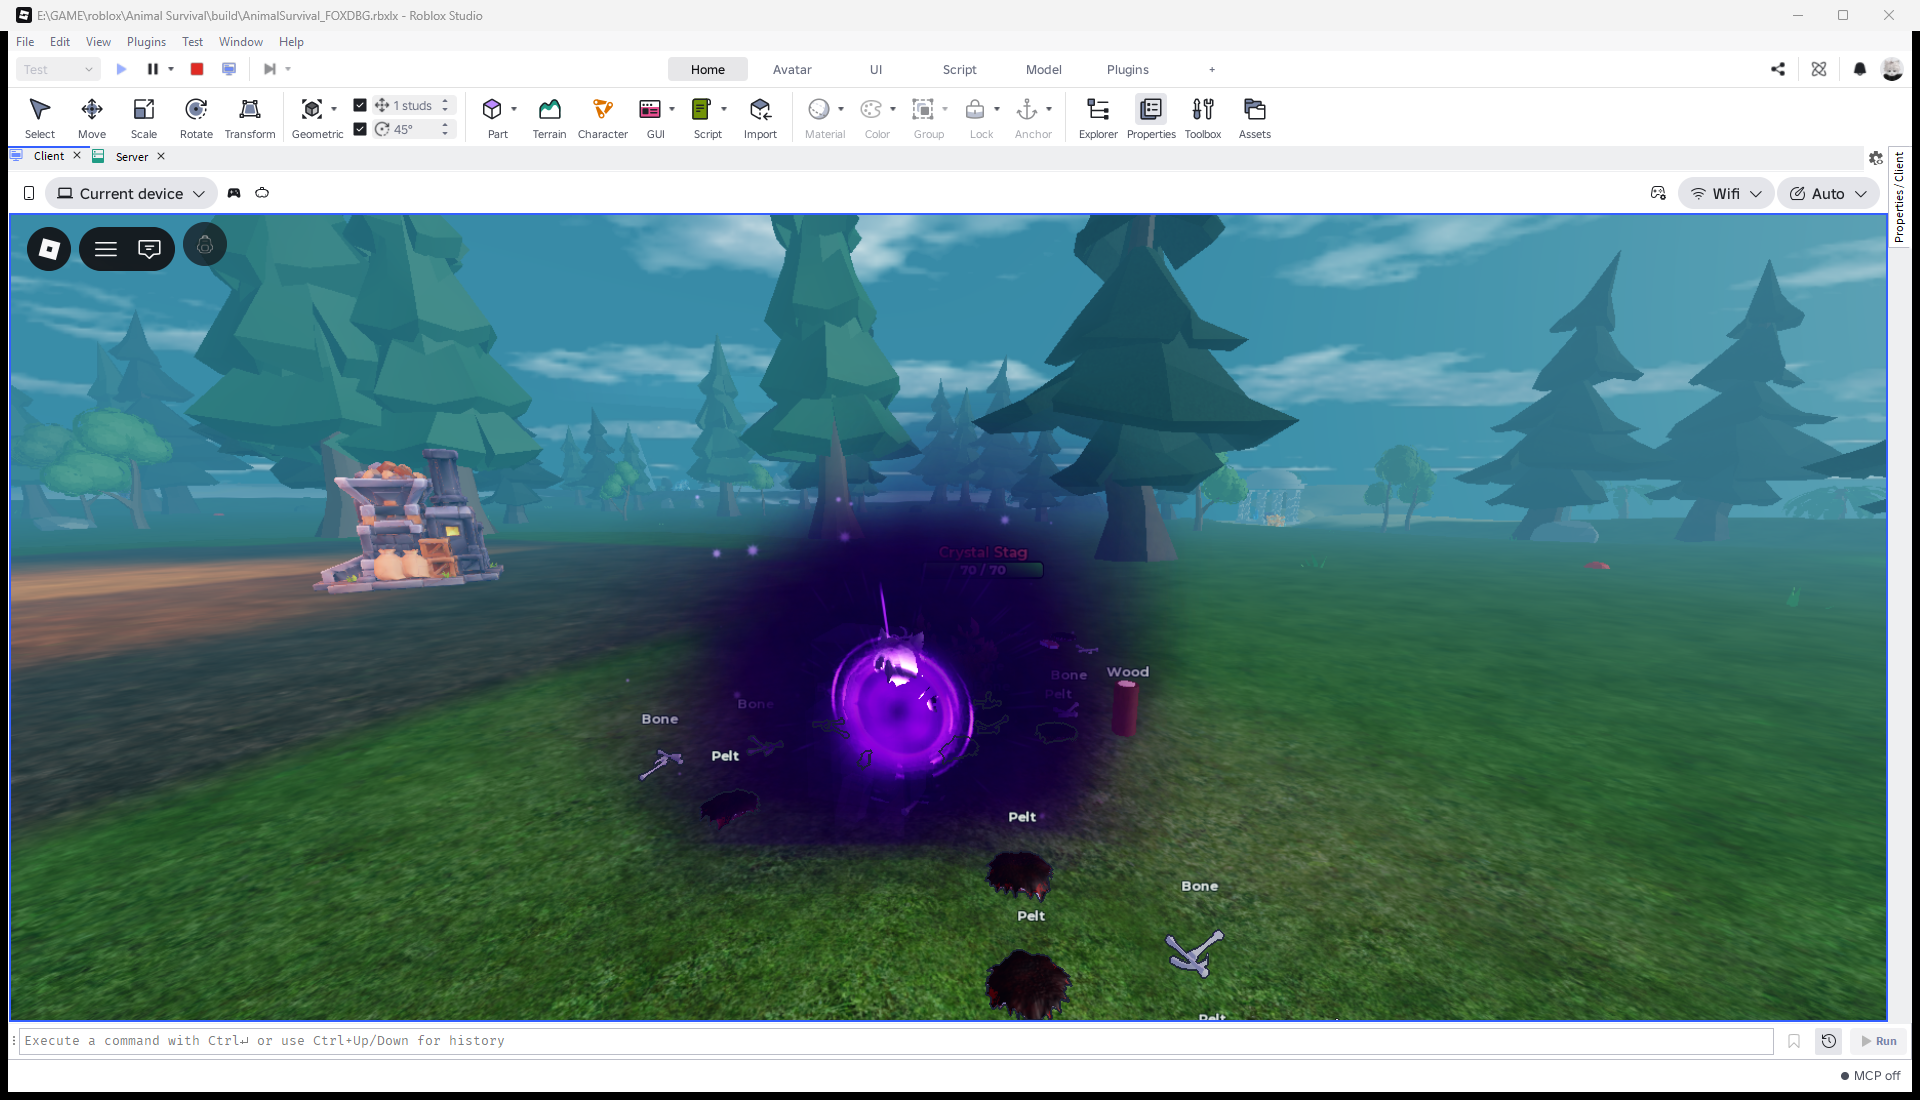 E:\GAME\roblox\Animal Survival\build\AnimalSurvival_FOXDBG.rbxlx - Roblox Studio
File Edit View Plugins Test Window Help
Test
Home Avatar UI Script Model Plugins +
1 studs
45°
Select Move Scale Rotate Transform Geometric Part Terrain Character GUI Script Import Material Color Group Lock Anchor Explorer Properties Toolbox Assets
Client Server
Current device
Wifi
Auto
Properties / Client
Crystal Stag
70 / 70
Wood
Bone
Pelt
Bone
Bone
Pelt
Pelt
Bone
Pelt
Pelt
Execute a command with Ctrl↵ or use Ctrl+Up/Down for history
Run
MCP off